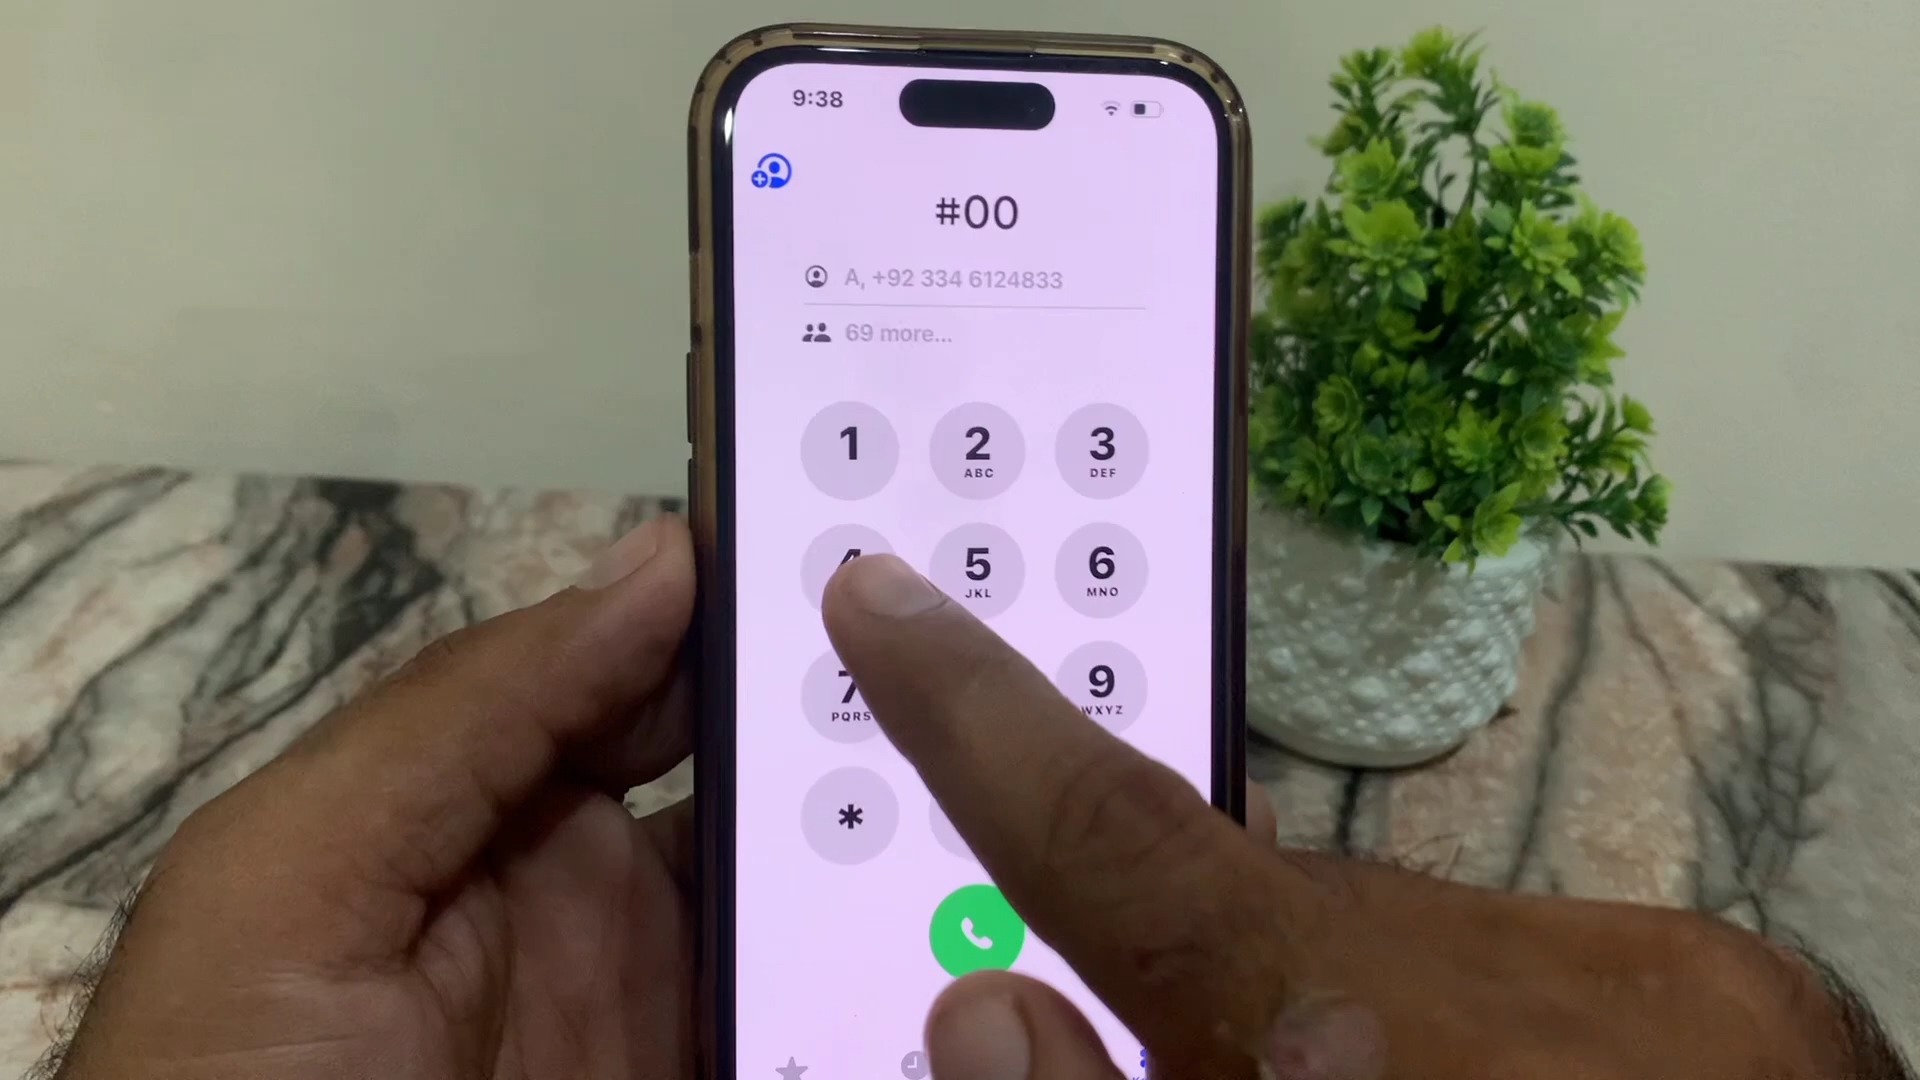 9:38
#00
A, +92 334 6124833
69 more...
1
2
ABC
3
DEF
4
5
JKL
6
MNO
7
PQRS
9
WXYZ
*